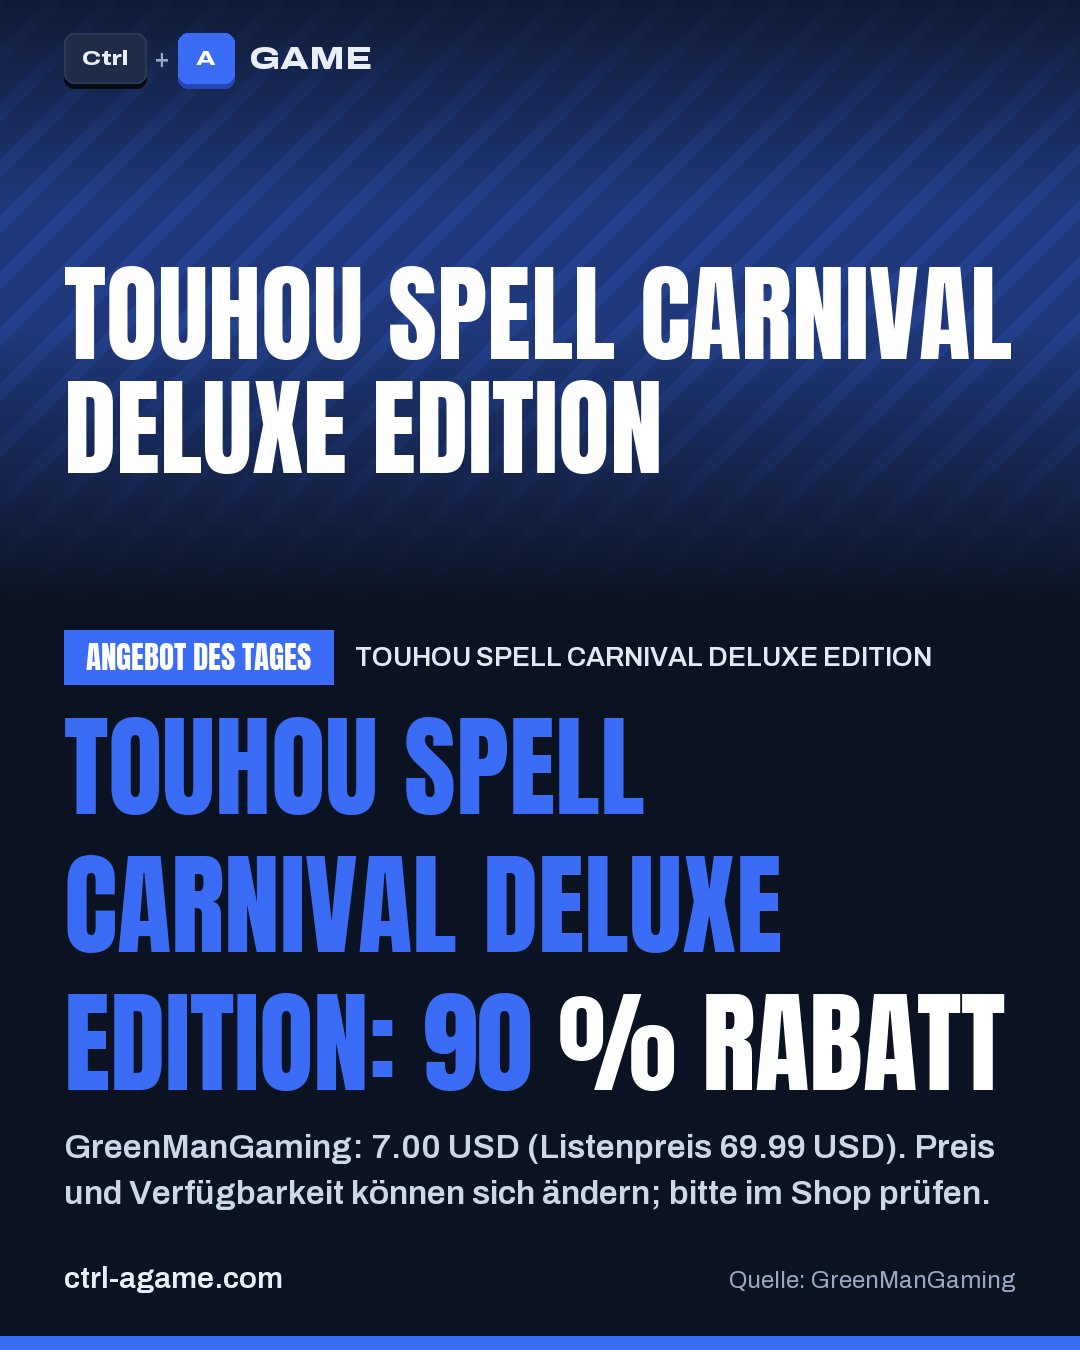 Ctrl + A GAME
TOUHOU SPELL CARNIVAL
DELUXE EDITION
ANGEBOT DES TAGES TOUHOU SPELL CARNIVAL DELUXE EDITION
TOUHOU SPELL
CARNIVAL DELUXE
EDITION: 90 % RABATT
GreenManGaming: 7.00 USD (Listenpreis 69.99 USD). Preis
und Verfügbarkeit können sich ändern; bitte im Shop prüfen.
ctrl-agame.com Quelle: GreenManGaming